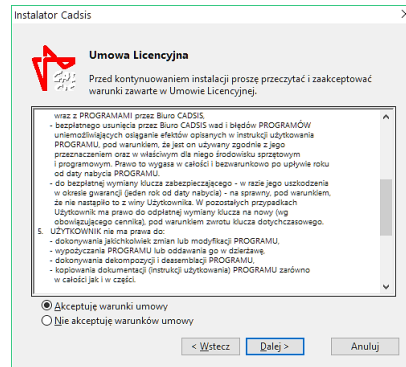 Instalator Cadsis
Umowa Licencyjna
Przed kontynuowaniem instalacji proszę przeczytać i zaakceptować
warunki zawarte w Umowie Licencyjnej.
wraz z PROGRAMAMI przez Biuro CADSIS,
- bezpłatnego usunięcia przez Biuro CADSIS wad i błędów PROGRAMÓW
uniemożliwiających osiąganie efektów opisanych w instrukcji użytkowania
PROGRAMU, pod warunkiem, że jest on używany zgodnie z jego
przeznaczeniem oraz w właściwym dla niego środowisku sprzętowym
i programowym. Prawo to wygasa w całości i bezwarunkowo po upływie roku
od daty nabycia PROGRAMU.
- do bezpłatnej wymiany klucza zabezpieczającego - w razie jego uszkodzenia
w okresie gwarancji (jeden rok od daty nabycia) - na sprawny, pod warunkiem,
że nie nastąpiło to z winy Użytkownika. W pozostałych przypadkach
Użytkownik ma prawo do odpłatnej wymiany klucza na nowy (wg
obowiązującego cennika), pod warunkiem zwrotu klucza dotychczasowego.
5. UŻYTKOWNIK nie ma prawa do:
- dokonywania jakichkolwiek zmian lub modyfikacji PROGRAMU,
- wypożyczania PROGRAMU lub oddawania go w dzierżawę,
- dokonywania dekompozycji i deasemblacji PROGRAMU,
- kopiowania dokumentacji (instrukcji użytkowania) PROGRAMU zarówno
w całości jak i w części.
Akceptuję warunki umowy
Nie akceptuję warunków umowy
< Wstecz
Dalej >
Anuluj